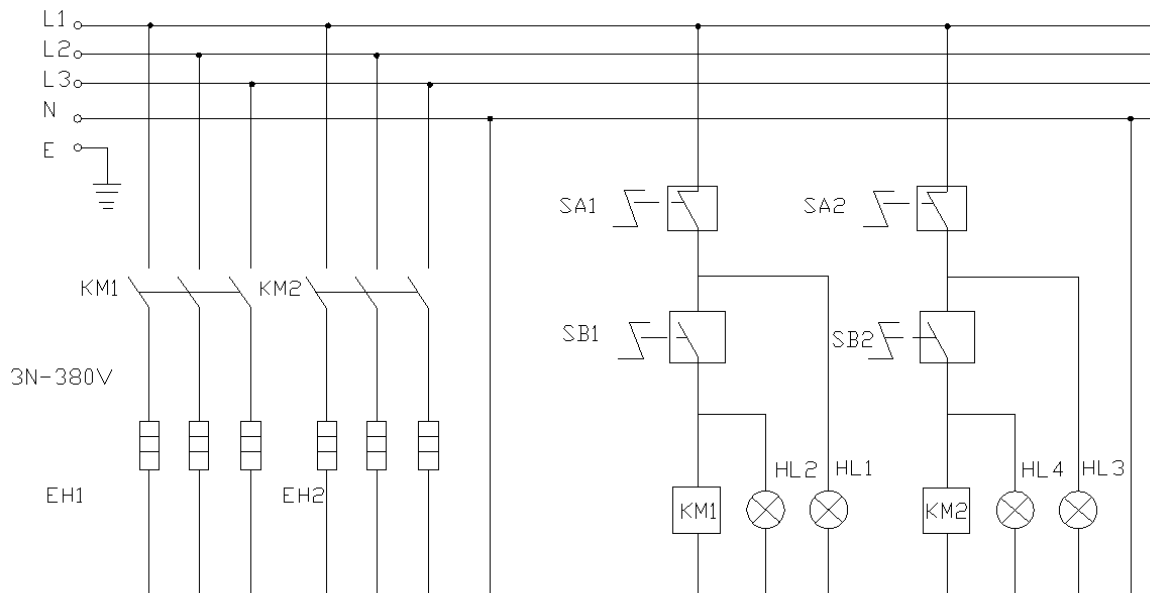 L1
L2
L3
N
E
SA1
SA2
KM1
KM2
SB1
SB2
3N-380V
HL2
HL1
HL4
HL3
EH1
EH2
KM1
KM2